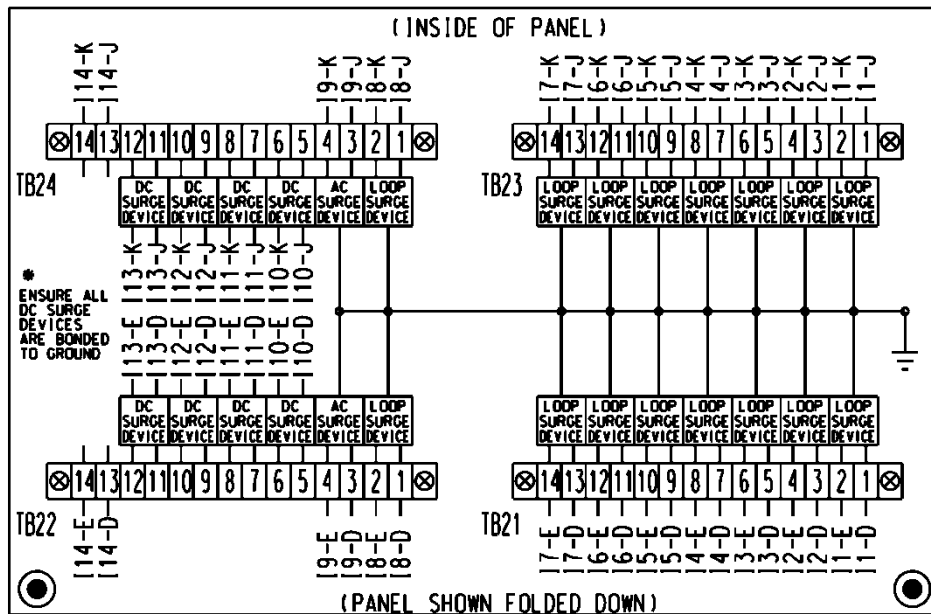 (INSIDE OF PANEL)
I14-K I14-J I9-K I9-J I8-K I8-J I7-K I7-J I6-K I6-J I5-K I5-J I4-K I4-J I3-K I3-J I2-K I2-J I1-K I1-J
14 13 12 11 10 9 8 7 6 5 4 3 2 1 14 13 12 11 10 9 8 7 6 5 4 3 2 1
TB24 TB23
DC DC DC DC AC LOOP LOOP LOOP LOOP LOOP LOOP LOOP LOOP
SURGE SURGE SURGE SURGE SURGE SURGE SURGE SURGE SURGE SURGE SURGE SURGE SURGE
DEVICE DEVICE DEVICE DEVICE DEVICE DEVICE DEVICE DEVICE DEVICE DEVICE DEVICE DEVICE DEVICE
I13-K I13-J I12-K I12-J I11-K I11-J I10-K I10-J
*
ENSURE ALL
DC SURGE
DEVICES
ARE BONDED
TO GROUND
I13-E I13-D I12-E I12-D I11-E I11-D I10-E I10-D
DC DC DC DC AC LOOP LOOP LOOP LOOP LOOP LOOP LOOP LOOP
SURGE SURGE SURGE SURGE SURGE SURGE SURGE SURGE SURGE SURGE SURGE SURGE SURGE
DEVICE DEVICE DEVICE DEVICE DEVICE DEVICE DEVICE DEVICE DEVICE DEVICE DEVICE DEVICE DEVICE
14 13 12 11 10 9 8 7 6 5 4 3 2 1 14 13 12 11 10 9 8 7 6 5 4 3 2 1
TB22 TB21
I14-E I14-D I9-E I9-D I8-E I8-D I7-E I7-D I6-E I6-D I5-E I5-D I4-E I4-D I3-E I3-D I2-E I2-D I1-E I1-D
(PANEL SHOWN FOLDED DOWN)